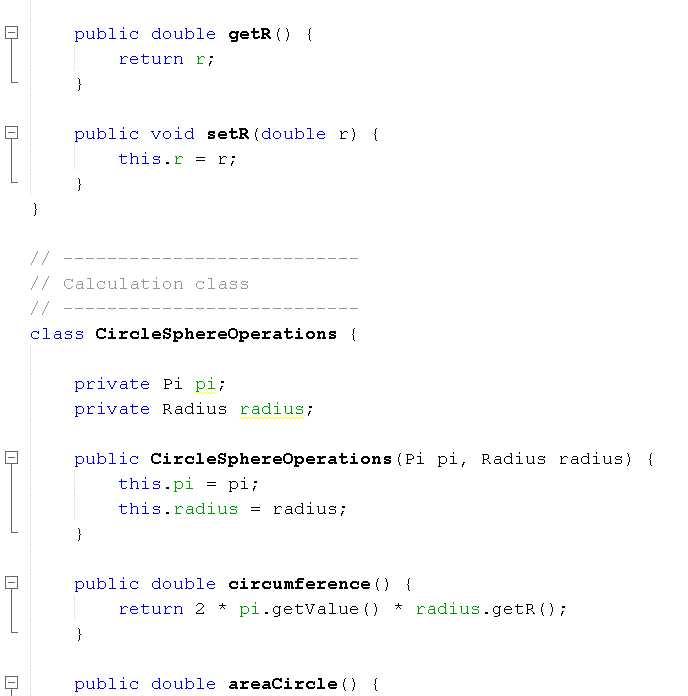 public double getR() {
return r;
}
public void setR(double r) {
this.r = r;
}
}
// ---------------------------
// Calculation class
// ---------------------------
class CircleSphereOperations {
private Pi pi;
private Radius radius;
public CircleSphereOperations(Pi pi, Radius radius) {
this.pi = pi;
this.radius = radius;
}
public double circumference() {
return 2 * pi.getValue() * radius.getR();
}
public double areaCircle() {